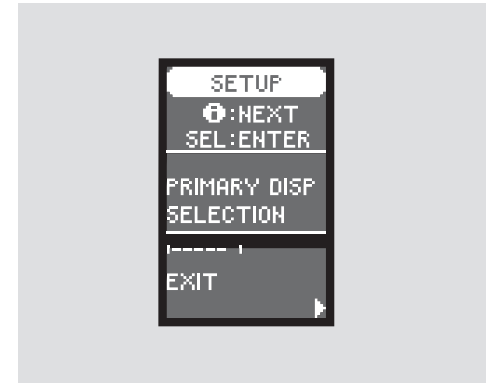 SETUP
i:NEXT
SEL:ENTER
PRIMARY DISP
SELECTION
EXIT